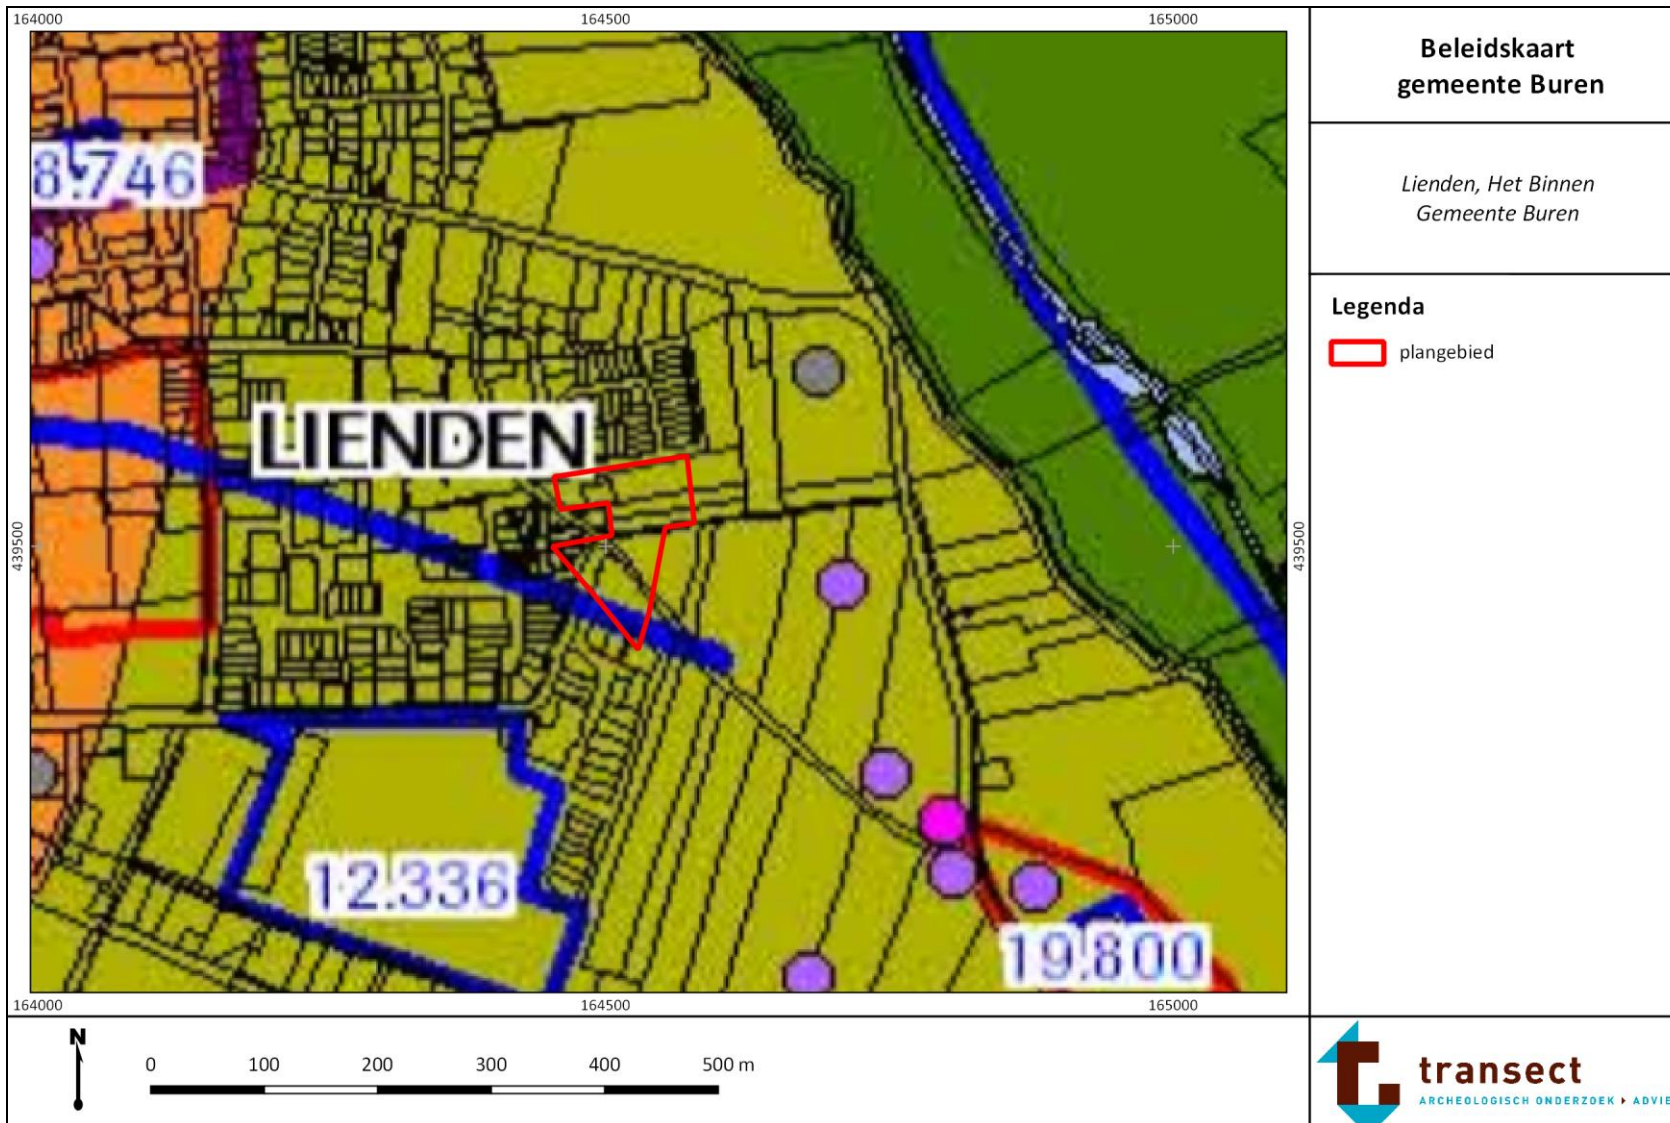 164000
164500
165000
8.746
LIENDEN
12.336
19.800
439500
439500
164000
164500
165000
Beleidskaart
gemeente Buren
Lienden, Het Binnen
Gemeente Buren
Legenda
plangebied
N
0
100
200
300
400
500 m
transect
ARCHEOLOGISCH ONDERZOEK ▸ ADVIE